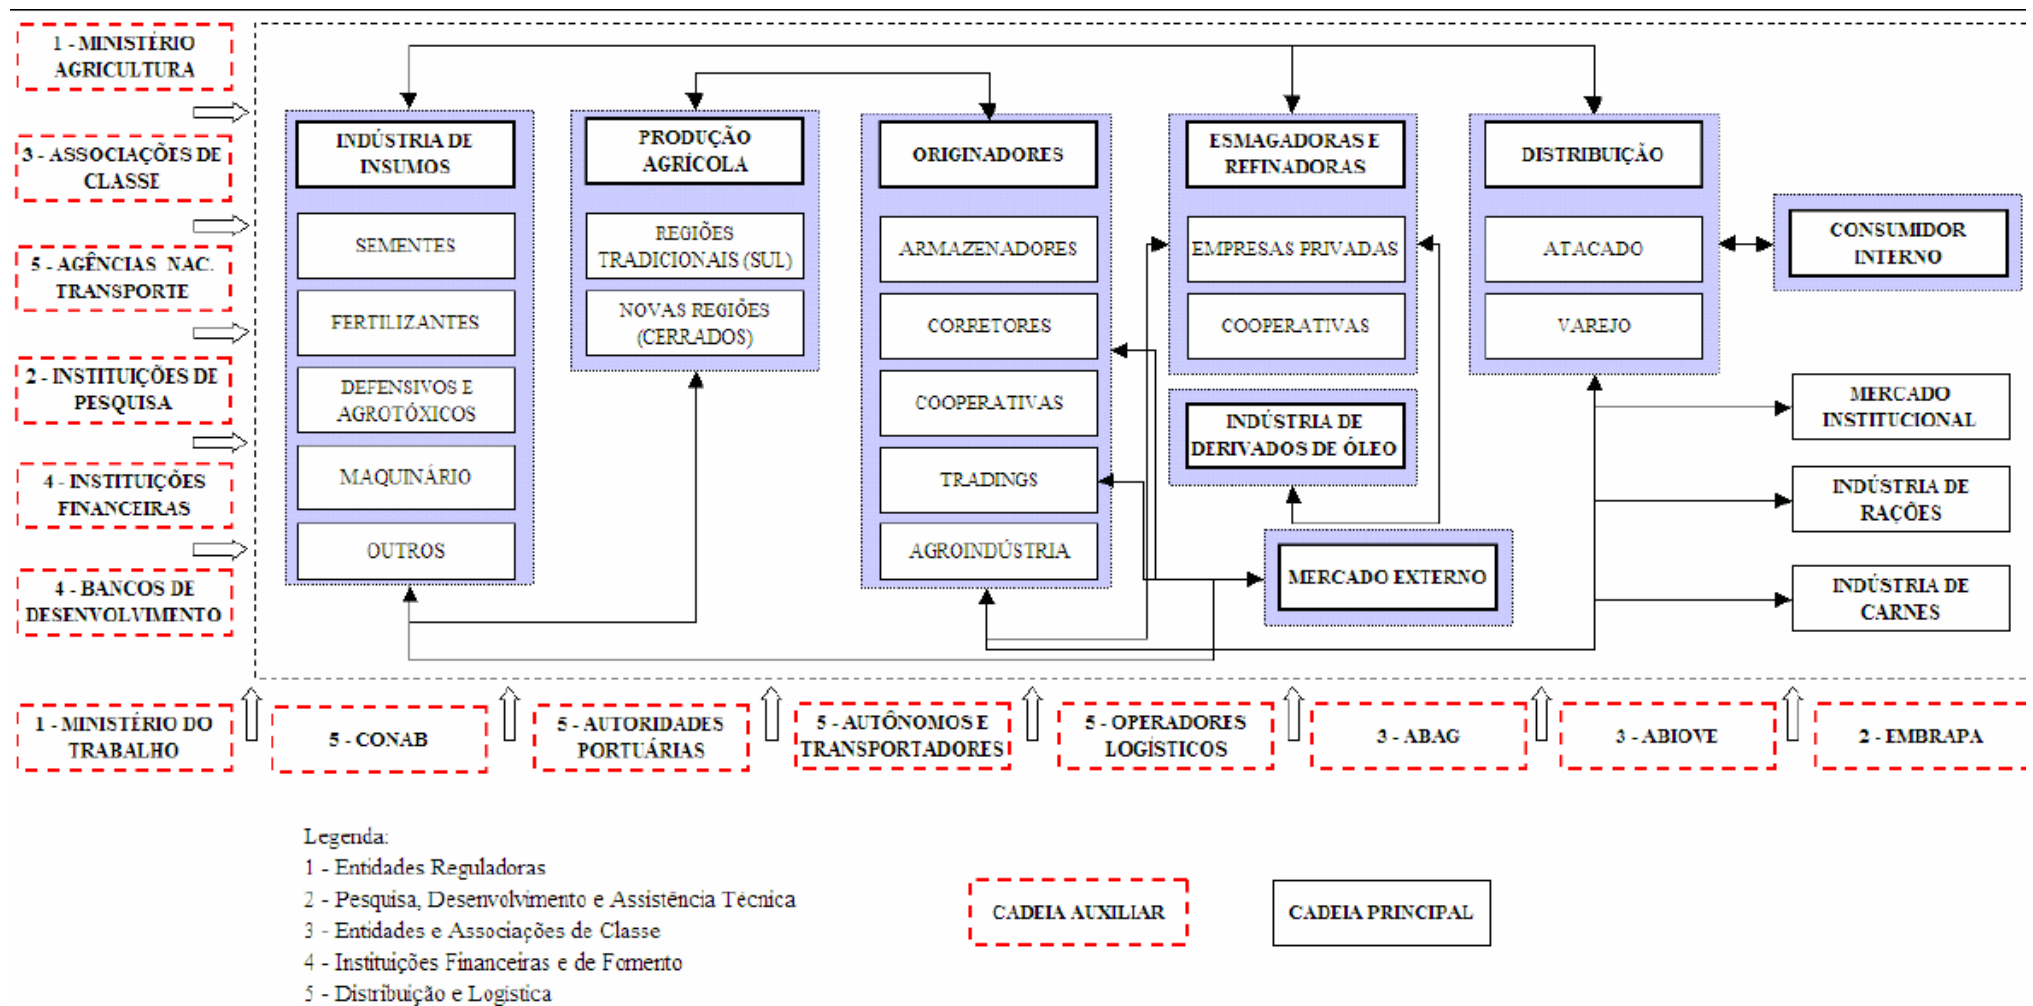 1 - MINISTÉRIO
AGRICULTURA
3 - ASSOCIAÇÕES DE
CLASSE
5 - AGÊNCIAS NAC.
TRANSPORTE
2 - INSTITUIÇÕES DE
PESQUISA
4 - INSTITUIÇÕES
FINANCEIRAS
4 - BANCOS DE
DESENVOLVIMENTO
INDÚSTRIA DE
INSUMOS
SEMENTES
FERTILIZANTES
DEFENSIVOS E
AGROTÓXICOS
MAQUINÁRIO
OUTROS
PRODUÇÃO
AGRÍCOLA
REGIÕES
TRADICIONAIS (SUL)
NOVAS REGIÕES
(CERRADOS)
ORIGINADORES
ARMAZENADORES
CORRETORES
COOPERATIVAS
TRADINGS
AGROINDÚSTRIA
ESMAGADORAS E
REFINADORAS
EMPRESAS PRIVADAS
COOPERATIVAS
INDÚSTRIA DE
DERIVADOS DE ÓLEO
MERCADO EXTERNO
DISTRIBUIÇÃO
ATACADO
VAREJO
CONSUMIDOR
INTERNO
MERCADO
INSTITUCIONAL
INDÚSTRIA DE
RAÇÕES
INDÚSTRIA DE
CARNES
1 - MINISTÉRIO DO
TRABALHO
5 - CONAB
5 - AUTORIDADES
PORTUÁRIAS
5 - AUTÔNOMOS E
TRANSPORTADORES
5 - OPERADORES
LOGÍSTICOS
3 - ABAG
3 - ABIOVE
2 - EMBRAPA
Legenda:
1 - Entidades Reguladoras
2 - Pesquisa, Desenvolvimento e Assistência Técnica
3 - Entidades e Associações de Classe
4 - Instituições Financeiras e de Fomento
5 - Distribuição e Logística
CADEIA AUXILIAR
CADEIA PRINCIPAL